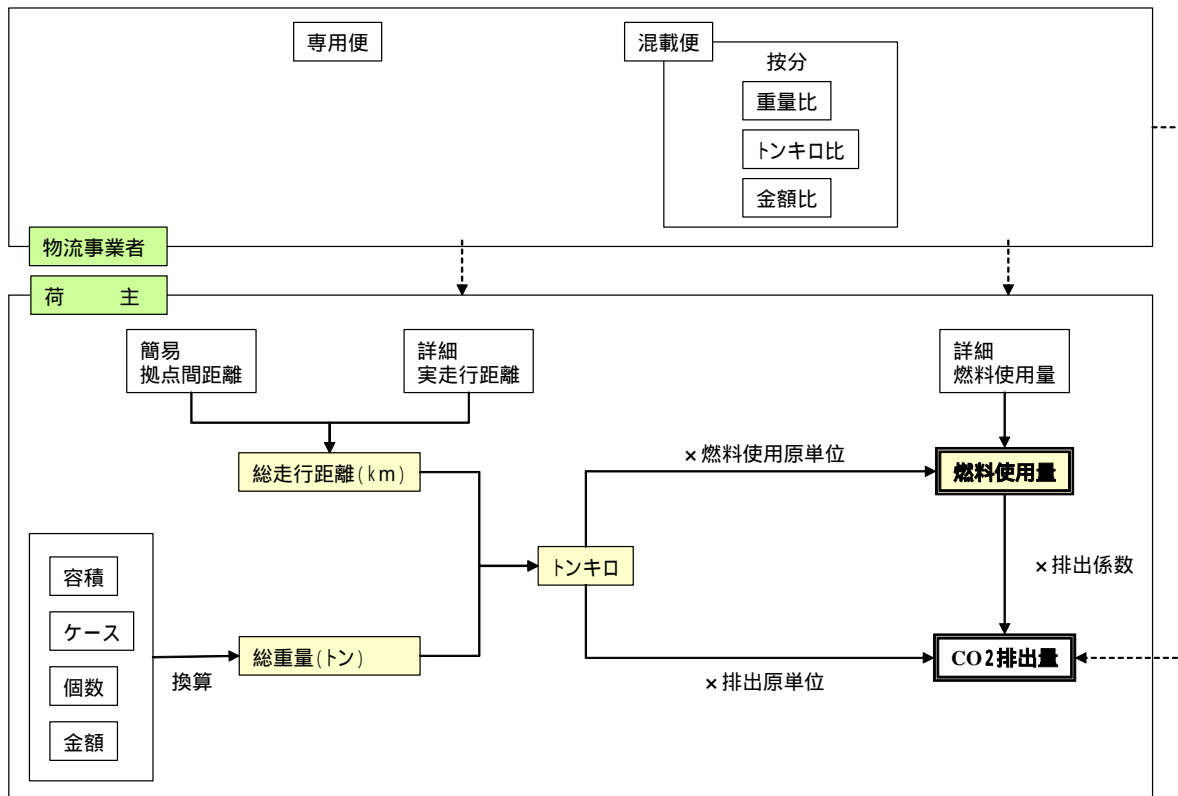 専用便
混載便
按分
重量比
トンキロ比
金額比
物流事業者
荷　　主
簡易
拠点間距離
詳細
実走行距離
詳細
燃料使用量
総走行距離(km)
×燃料使用原単位
燃料使用量
容積
ケース
個数
金額
換算
総重量(トン)
トンキロ
×排出係数
×排出原単位
CO2排出量